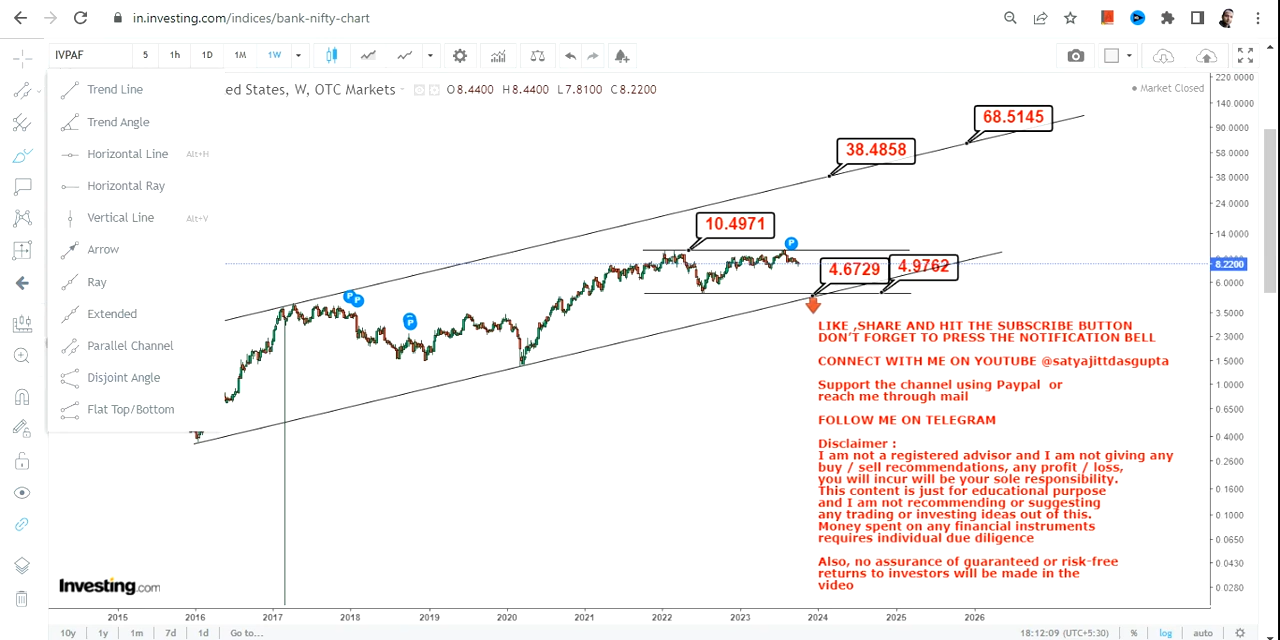 in.investing.com/indices/bank-nifty-chart
IVPAF 5 1h 1D 1M 1W
ed States, W, OTC Markets O8.4400 H8.4400 L7.8100 C8.2200
Market Closed
Trend Line
Trend Angle
Horizontal Line Alt+H
Horizontal Ray
Vertical Line Alt+V
Arrow
Ray
Extended
Parallel Channel
Disjoint Angle
Flat Top/Bottom
68.5145
38.4858
10.4971
4.6729
4.9762
P
P
P
P
LIKE ,SHARE AND HIT THE SUBSCRIBE BUTTON
DON'T FORGET TO PRESS THE NOTIFICATION BELL
CONNECT WITH ME ON YOUTUBE @satyajittdasgupta
Support the channel using Paypal or
reach me through mail
FOLLOW ME ON TELEGRAM
Disclaimer :
I am not a registered advisor and I am not giving any
buy / sell recommendations, any profit / loss,
you will incur will be your sole responsibility.
This content is just for educational purpose
and I am not recommending or suggesting
any trading or investing ideas out of this.
Money spent on any financial instruments
requires individual due diligence
Also, no assurance of guaranteed or risk-free
returns to investors will be made in the
video
220.0000
140.0000
90.0000
58.0000
38.0000
24.0000
14.0000
8.2200
6.0000
3.5000
2.3000
1.5000
1.0000
0.6500
0.4000
0.2600
0.1600
0.1000
0.0650
0.0430
0.0280
Investing.com
2015 2016 2017 2018 2019 2020 2021 2022 2023 2024 2025 2026
10y 1y 1m 7d 1d Go to... 18:12:09 (UTC+5:30) % log auto